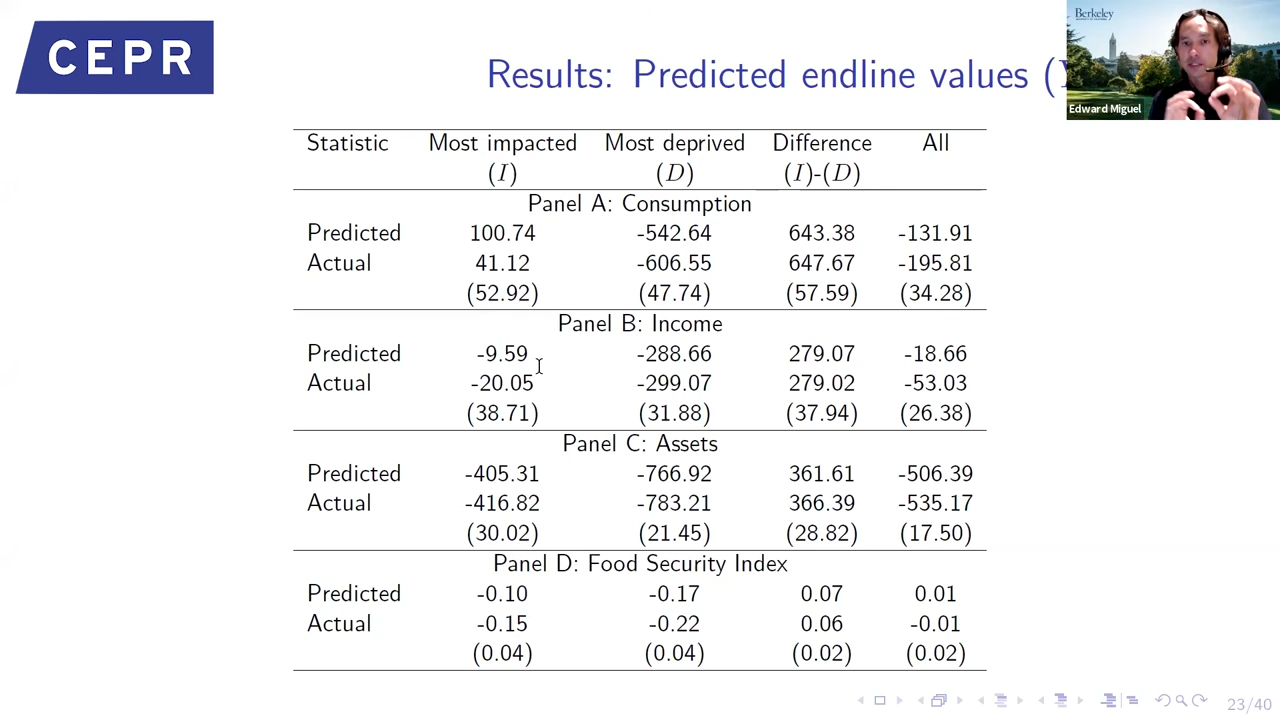 CEPR
Results: Predicted endline values (
Berkeley
Edward Miguel
Statistic Most impacted Most deprived Difference All
(I) (D) (I)-(D)
Panel A: Consumption
Predicted 100.74 -542.64 643.38 -131.91
Actual 41.12 -606.55 647.67 -195.81
(52.92) (47.74) (57.59) (34.28)
Panel B: Income
Predicted -9.59 -288.66 279.07 -18.66
Actual -20.05 -299.07 279.02 -53.03
(38.71) (31.88) (37.94) (26.38)
Panel C: Assets
Predicted -405.31 -766.92 361.61 -506.39
Actual -416.82 -783.21 366.39 -535.17
(30.02) (21.45) (28.82) (17.50)
Panel D: Food Security Index
Predicted -0.10 -0.17 0.07 0.01
Actual -0.15 -0.22 0.06 -0.01
(0.04) (0.04) (0.02) (0.02)
23/40